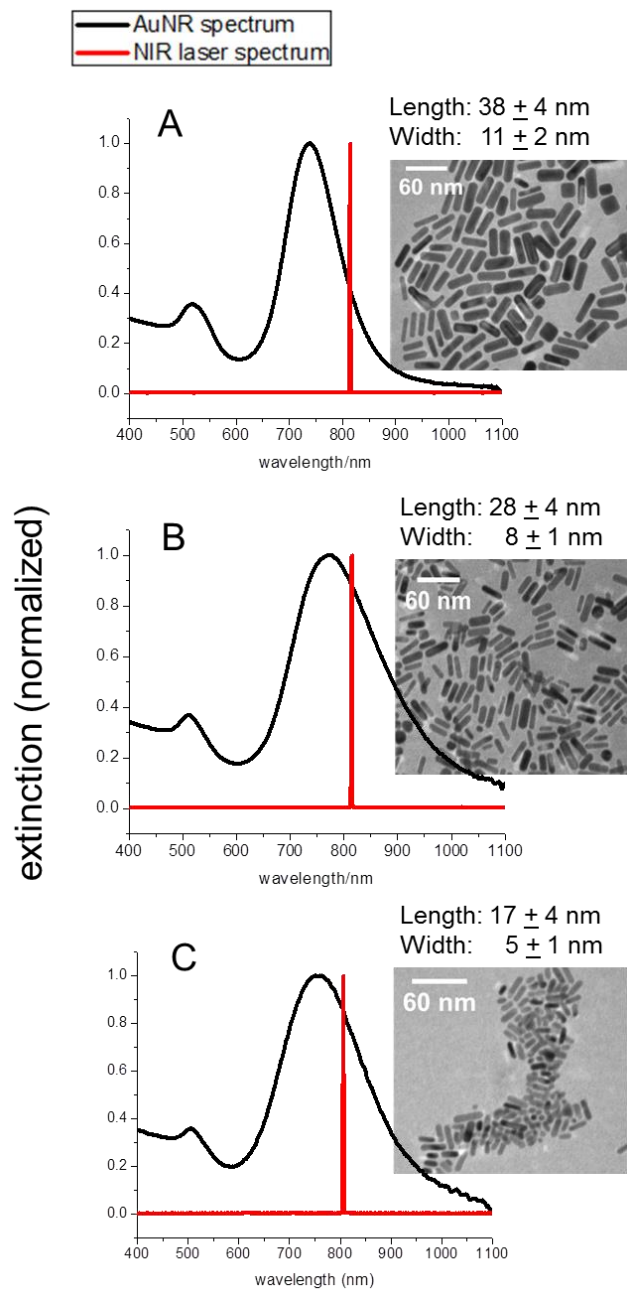 AuNR spectrum
NIR laser spectrum
extinction (normalized)
A
Length: 38 ± 4 nm
Width: 11 ± 2 nm
60 nm
1.0
0.8
0.6
0.4
0.2
0.0
400 500 600 700 800 900 1000 1100
wavelength/nm
B
Length: 28 ± 4 nm
Width: 8 ± 1 nm
60 nm
1.0
0.8
0.6
0.4
0.2
0.0
400 500 600 700 800 900 1000 1100
wavelength/nm
C
Length: 17 ± 4 nm
Width: 5 ± 1 nm
60 nm
1.0
0.8
0.6
0.4
0.2
0.0
400 500 600 700 800 900 1000 1100
wavelength (nm)